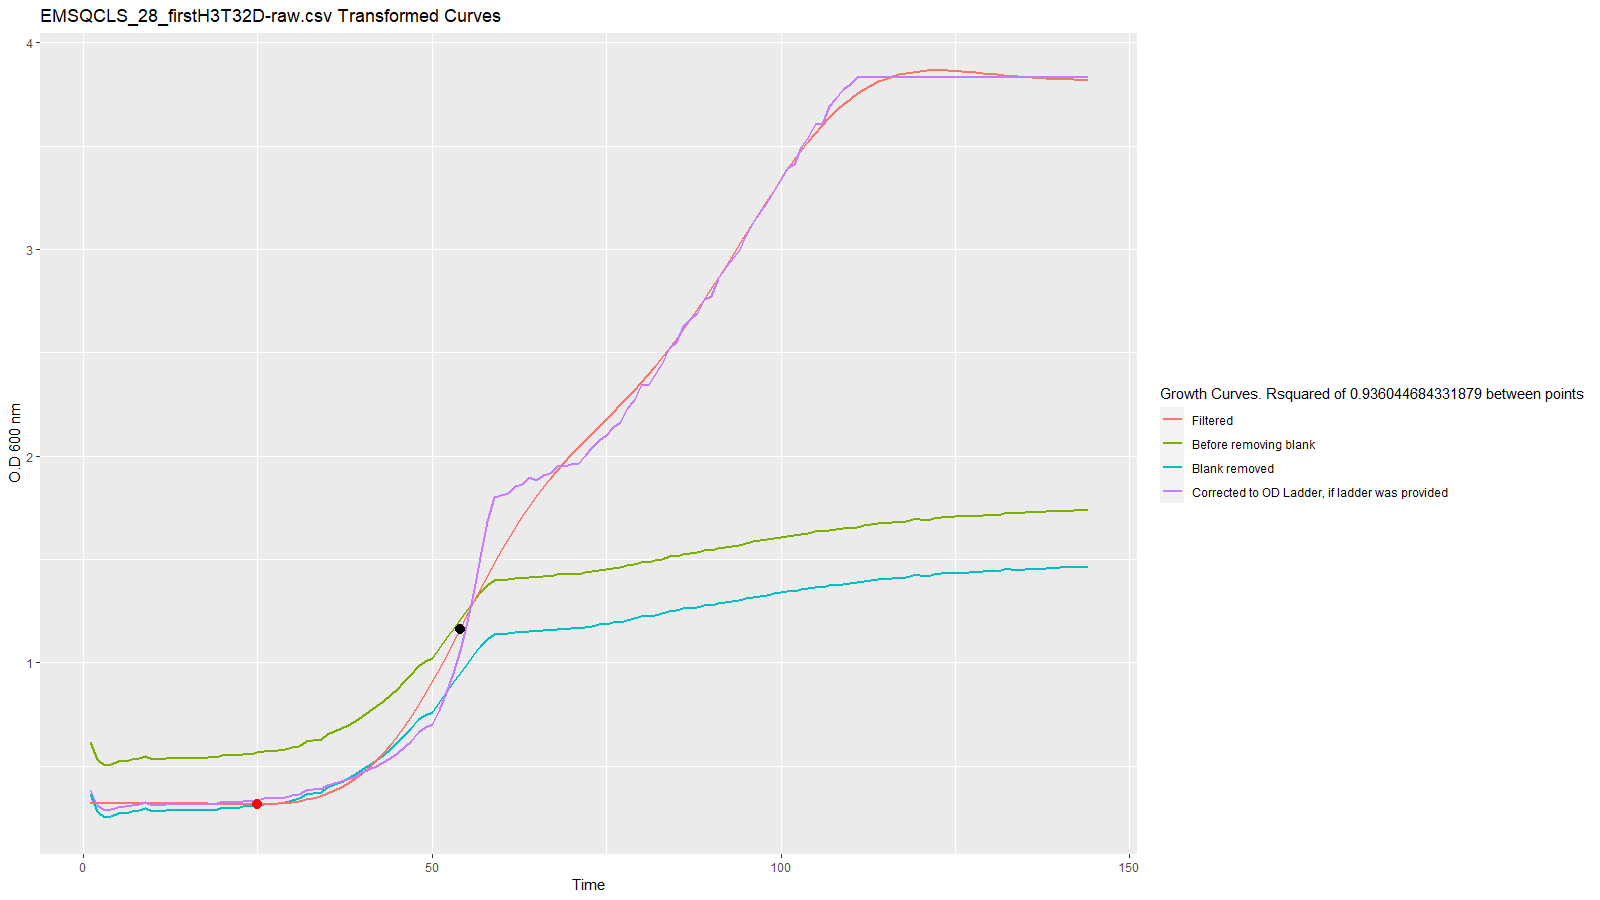 EMSQCLS_28_firstH3T32D-raw.csv Transformed Curves
4
3
2
1
O.D 600 nm
0
50
100
150
Time
Growth Curves. Rsquared of 0.936044684331879 between points
Filtered
Before removing blank
Blank removed
Corrected to OD Ladder, if ladder was provided